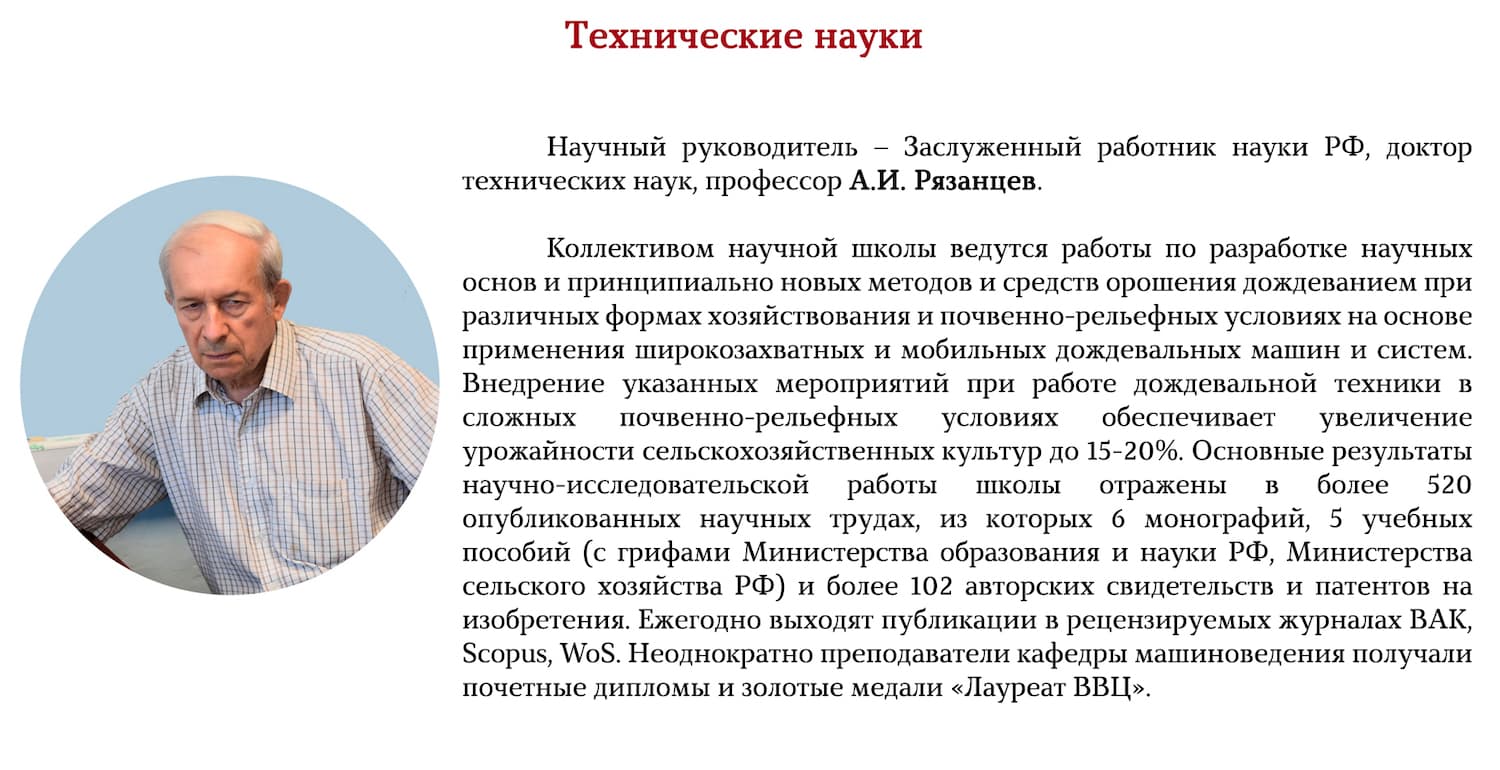 Технические науки
Научный руководитель – Заслуженный работник науки РФ, доктор
технических наук, профессор А.И. Рязанцев.
Коллективом научной школы ведутся работы по разработке научных
основ и принципиально новых методов и средств орошения дождеванием при
различных формах хозяйствования и почвенно-рельефных условиях на основе
применения широкозахватных и мобильных дождевальных машин и систем.
Внедрение указанных мероприятий при работе дождевальной техники в
сложных почвенно-рельефных условиях обеспечивает увеличение
урожайности сельскохозяйственных культур до 15-20%. Основные результаты
научно-исследовательской работы школы отражены в более 520
опубликованных научных трудах, из которых 6 монографий, 5 учебных
пособий (с грифами Министерства образования и науки РФ, Министерства
сельского хозяйства РФ) и более 102 авторских свидетельств и патентов на
изобретения. Ежегодно выходят публикации в рецензируемых журналах ВАК,
Scopus, WoS. Неоднократно преподаватели кафедры машиноведения получали
почетные дипломы и золотые медали «Лауреат ВВЦ».